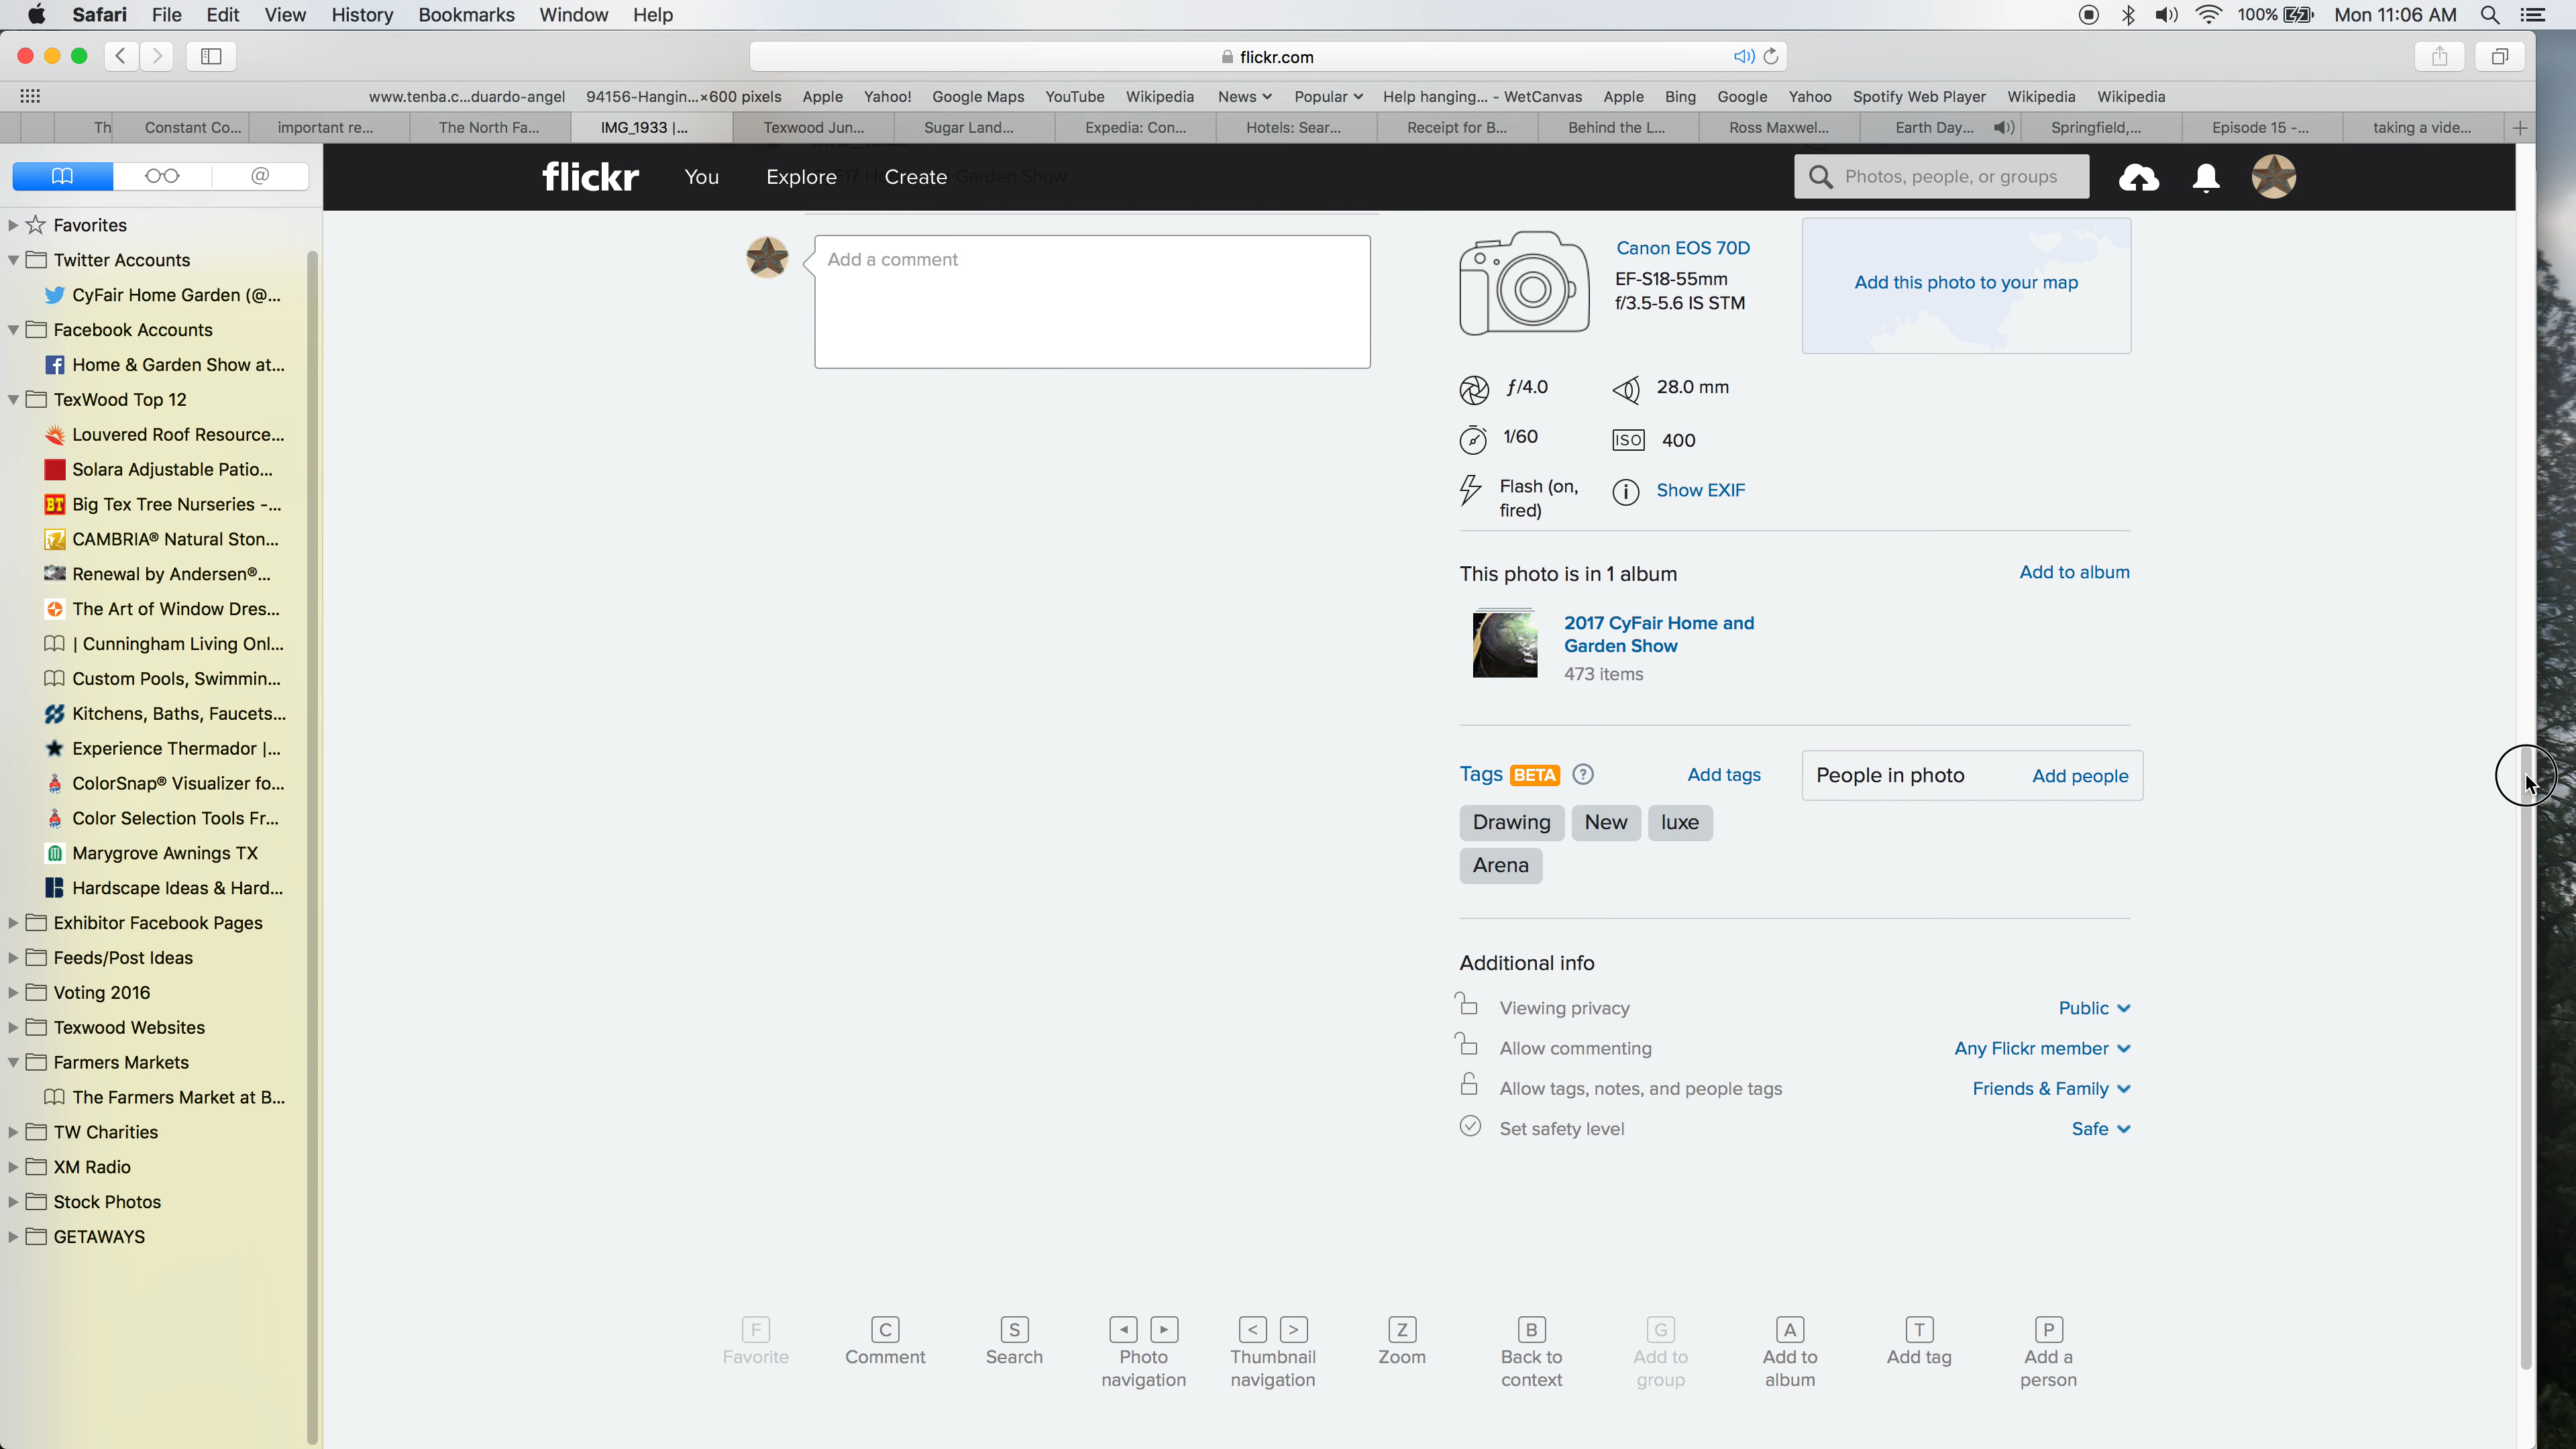 Safari File Edit View History Bookmarks Window Help 100% Mon 11:06 AM
flickr.com
www.tenba.c...duardo-angel 94156-Hangin...×600 pixels Apple Yahoo! Google Maps YouTube Wikipedia News Popular Help hanging... - WetCanvas Apple Bing Google Yahoo Spotify Web Player Wikipedia Wikipedia
Th Constant Co... important re... The North Fa... IMG_1933 |... Texwood Jun... Sugar Land... Expedia: Con... Hotels: Sear... Receipt for B... Behind the L... Ross Maxwel... Earth Day... Springfield,... Episode 15 -... taking a vide...
flickr You Explore Create Photos, people, or groups
@
Favorites
Twitter Accounts
CyFair Home Garden (@...
Facebook Accounts
Home & Garden Show at...
TexWood Top 12
Louvered Roof Resource...
Solara Adjustable Patio...
BT Big Tex Tree Nurseries -...
CAMBRIA® Natural Ston...
Renewal by Andersen®...
The Art of Window Dres...
| Cunningham Living Onl...
Custom Pools, Swimmin...
Kitchens, Baths, Faucets...
Experience Thermador |...
ColorSnap® Visualizer fo...
Color Selection Tools Fr...
Marygrove Awnings TX
Hardscape Ideas & Hard...
Exhibitor Facebook Pages
Feeds/Post Ideas
Voting 2016
Texwood Websites
Farmers Markets
The Farmers Market at B...
TW Charities
XM Radio
Stock Photos
GETAWAYS
Add a comment
Canon EOS 70D
EF-S18-55mm
f/3.5-5.6 IS STM
Add this photo to your map
ƒ/4.0 28.0 mm
1/60 ISO 400
Flash (on, Show EXIF
fired)
This photo is in 1 album Add to album
2017 CyFair Home and
Garden Show
473 items
Tags BETA ? Add tags People in photo Add people
Drawing New luxe
Arena
Additional info
Viewing privacy Public
Allow commenting Any Flickr member
Allow tags, notes, and people tags Friends & Family
Set safety level Safe
F C S < > Z B G A T P
Favorite Comment Search Photo Thumbnail Zoom Back to Add to Add to Add tag Add a
navigation navigation context group album person